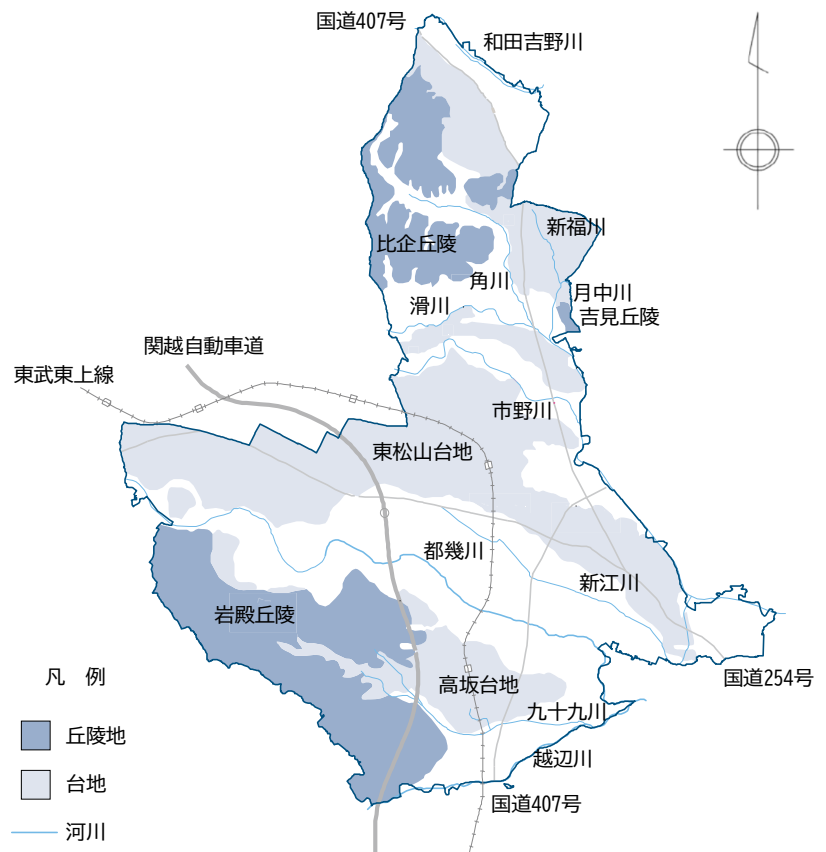 国道407号
和田吉野川
新福川
比企丘陵
角川
月中川
滑川
吉見丘陵
関越自動車道
東武東上線
市野川
東松山台地
都幾川
新江川
岩殿丘陵
国道254号
高坂台地
九十九川
越辺川
国道407号
凡 例
丘陵地
台地
河川